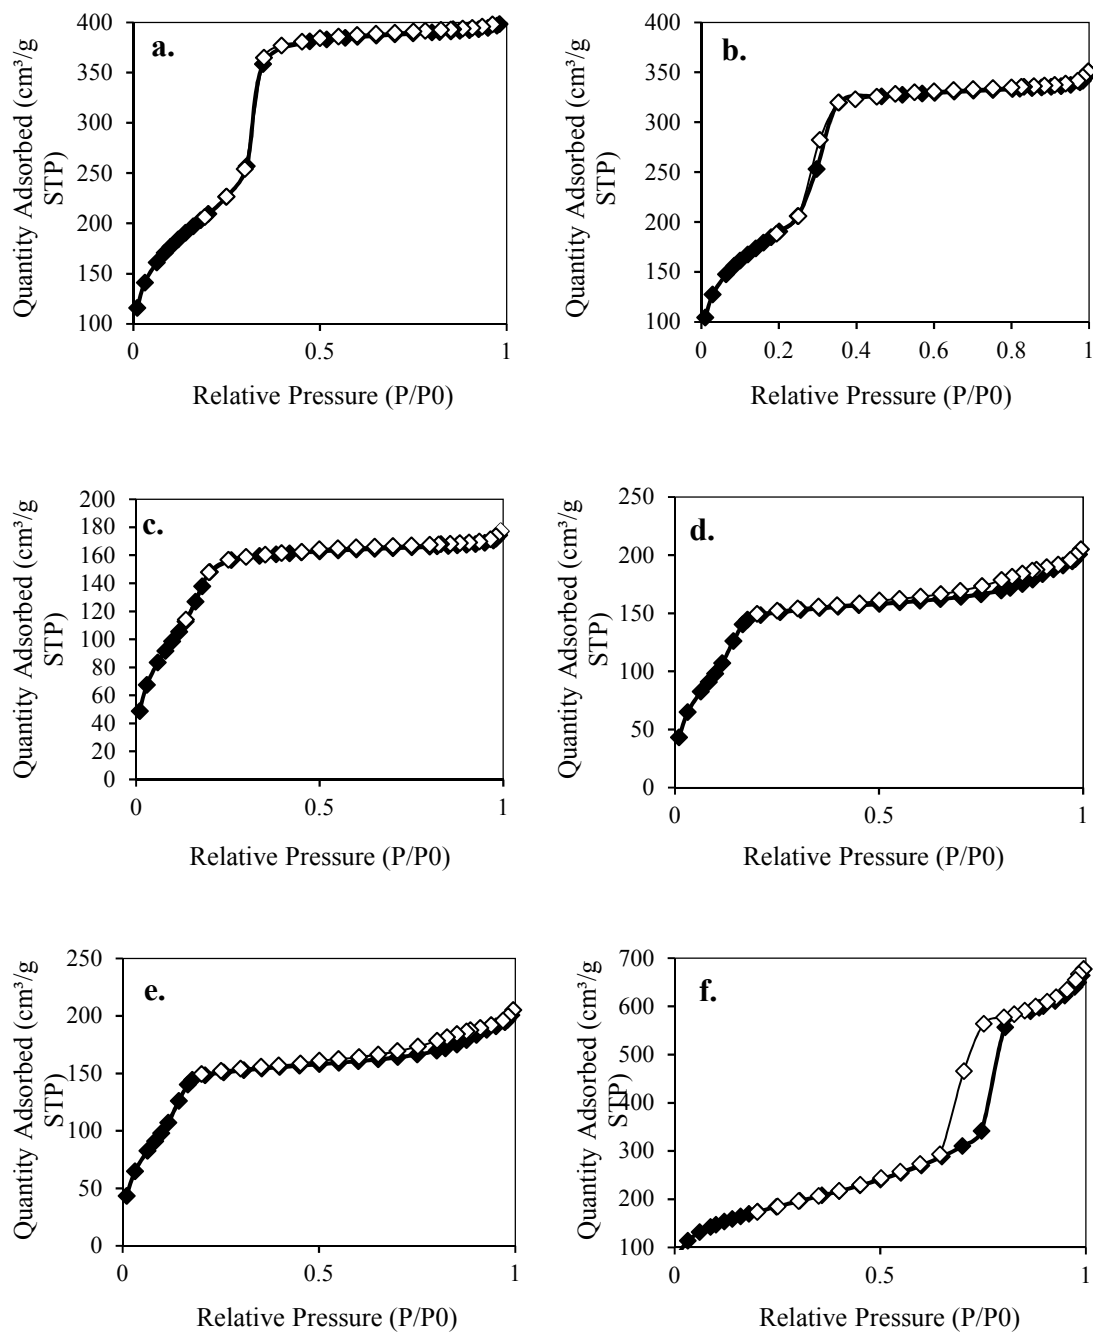 a.
Quantity Adsorbed (cm³/g
STP)
400
350
300
250
200
150
100
0
0.5
1
Relative Pressure (P/P0)
b.
Quantity Adsorbed (cm³/g
STP)
400
350
300
250
200
150
100
0
0.2
0.4
0.6
0.8
1
Relative Pressure (P/P0)
c.
Quantity Adsorbed (cm³/g
STP)
200
180
160
140
120
100
80
60
40
20
0
0
0.5
1
Relative Pressure (P/P0)
d.
Quantity Adsorbed (cm³/g
STP)
250
200
150
100
50
0
0
0.5
1
Relative Pressure (P/P0)
e.
Quantity Adsorbed (cm³/g
STP)
250
200
150
100
50
0
0
0.5
1
Relative Pressure (P/P0)
f.
Quantity Adsorbed (cm³/g
STP)
700
600
500
400
300
200
100
0
0.5
1
Relative Pressure (P/P0)